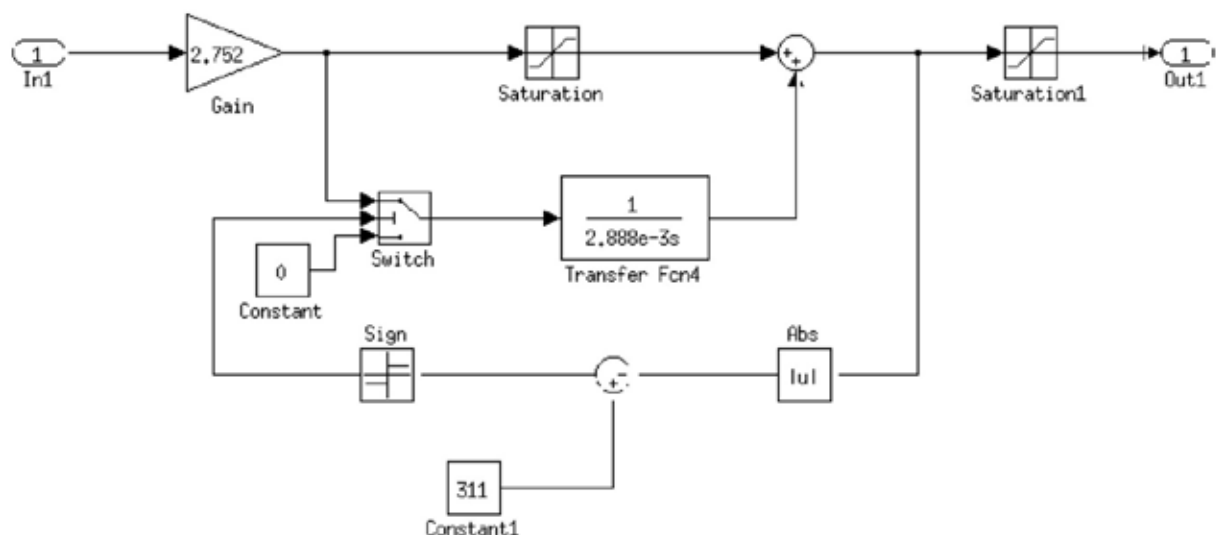 1
In1
2.752
Gain
Saturation
+
+
Saturation1
1
Out1
Switch
0
Constant
1
2.888e-3s
Transfer Fcn4
Sign
+
-
Abs
|u|
311
Constant1